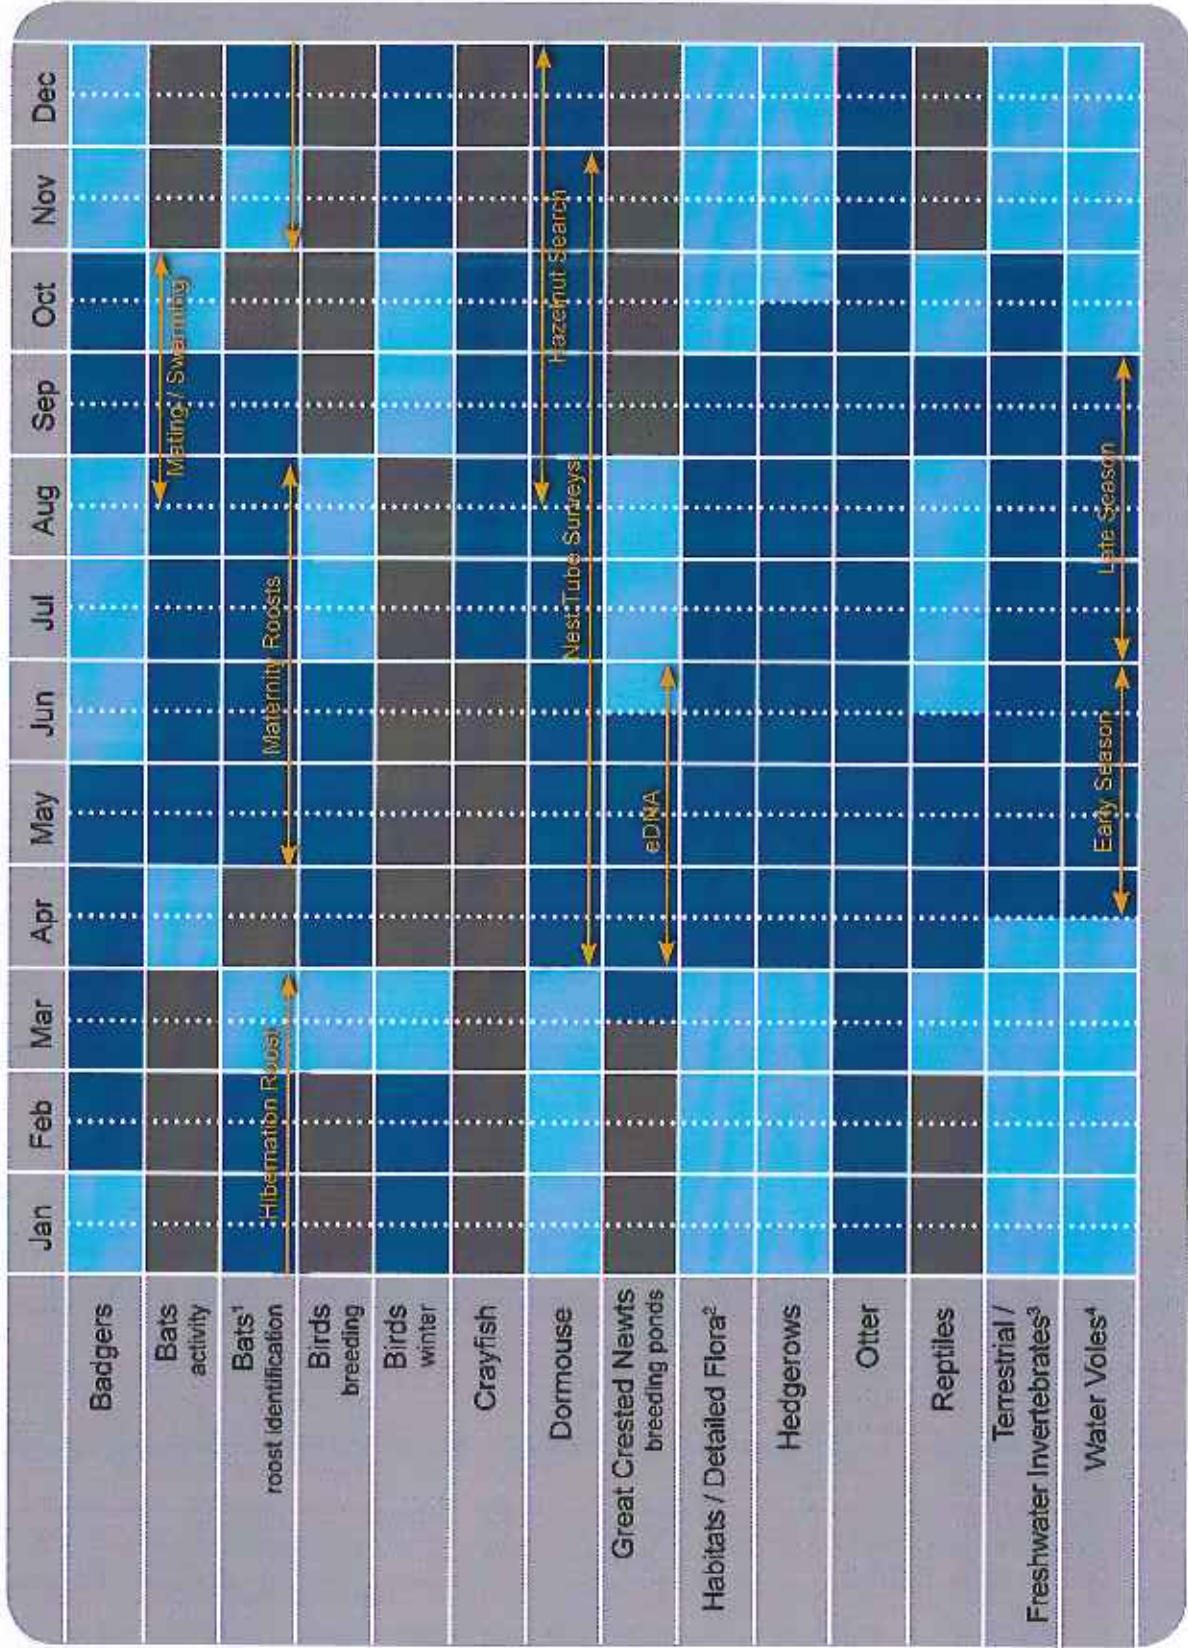 Jan Feb Mar Apr May Jun Jul Aug Sep Oct Nov Dec
Badgers
Bats
activity
Mating / Swarming
Bats¹
roost identification
Hibernation Roost
Maternity Roosts
Birds
breeding
Birds
winter
Crayfish
Dormouse
Hazelnut Search
Nest Tube Surveys
Great Crested Newts
breeding ponds
eDNA
Habitats / Detailed Flora²
Hedgerows
Otter
Reptiles
Terrestrial /
Freshwater Invertebrates³
Water Voles⁴
Early Season
Late Season